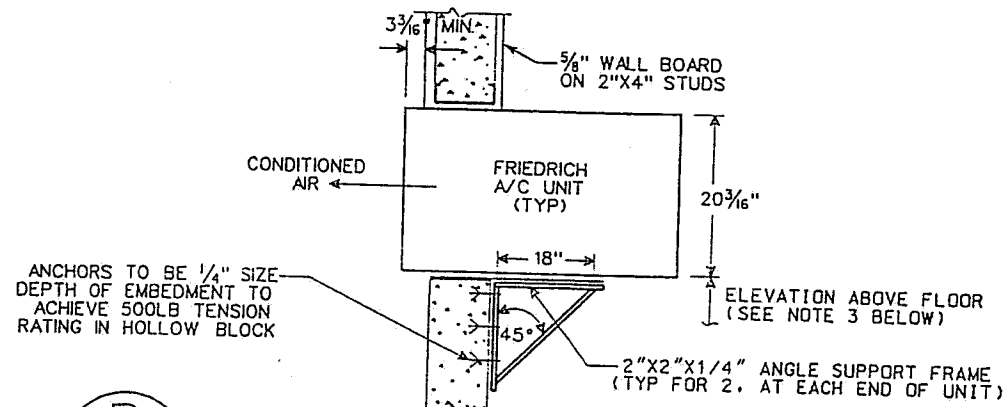 3 3/16" MIN.
5/8" WALL BOARD
ON 2"X4" STUDS
CONDITIONED
AIR
FRIEDRICH
A/C UNIT
(TYP)
20 3/16"
18"
ANCHORS TO BE 1/4" SIZE
DEPTH OF EMBEDMENT TO
ACHIEVE 500LB TENSION
RATING IN HOLLOW BLOCK
ELEVATION ABOVE FLOOR
(SEE NOTE 3 BELOW)
45°
2"X2"X1/4" ANGLE SUPPORT FRAME
(TYP FOR 2, AT EACH END OF UNIT)